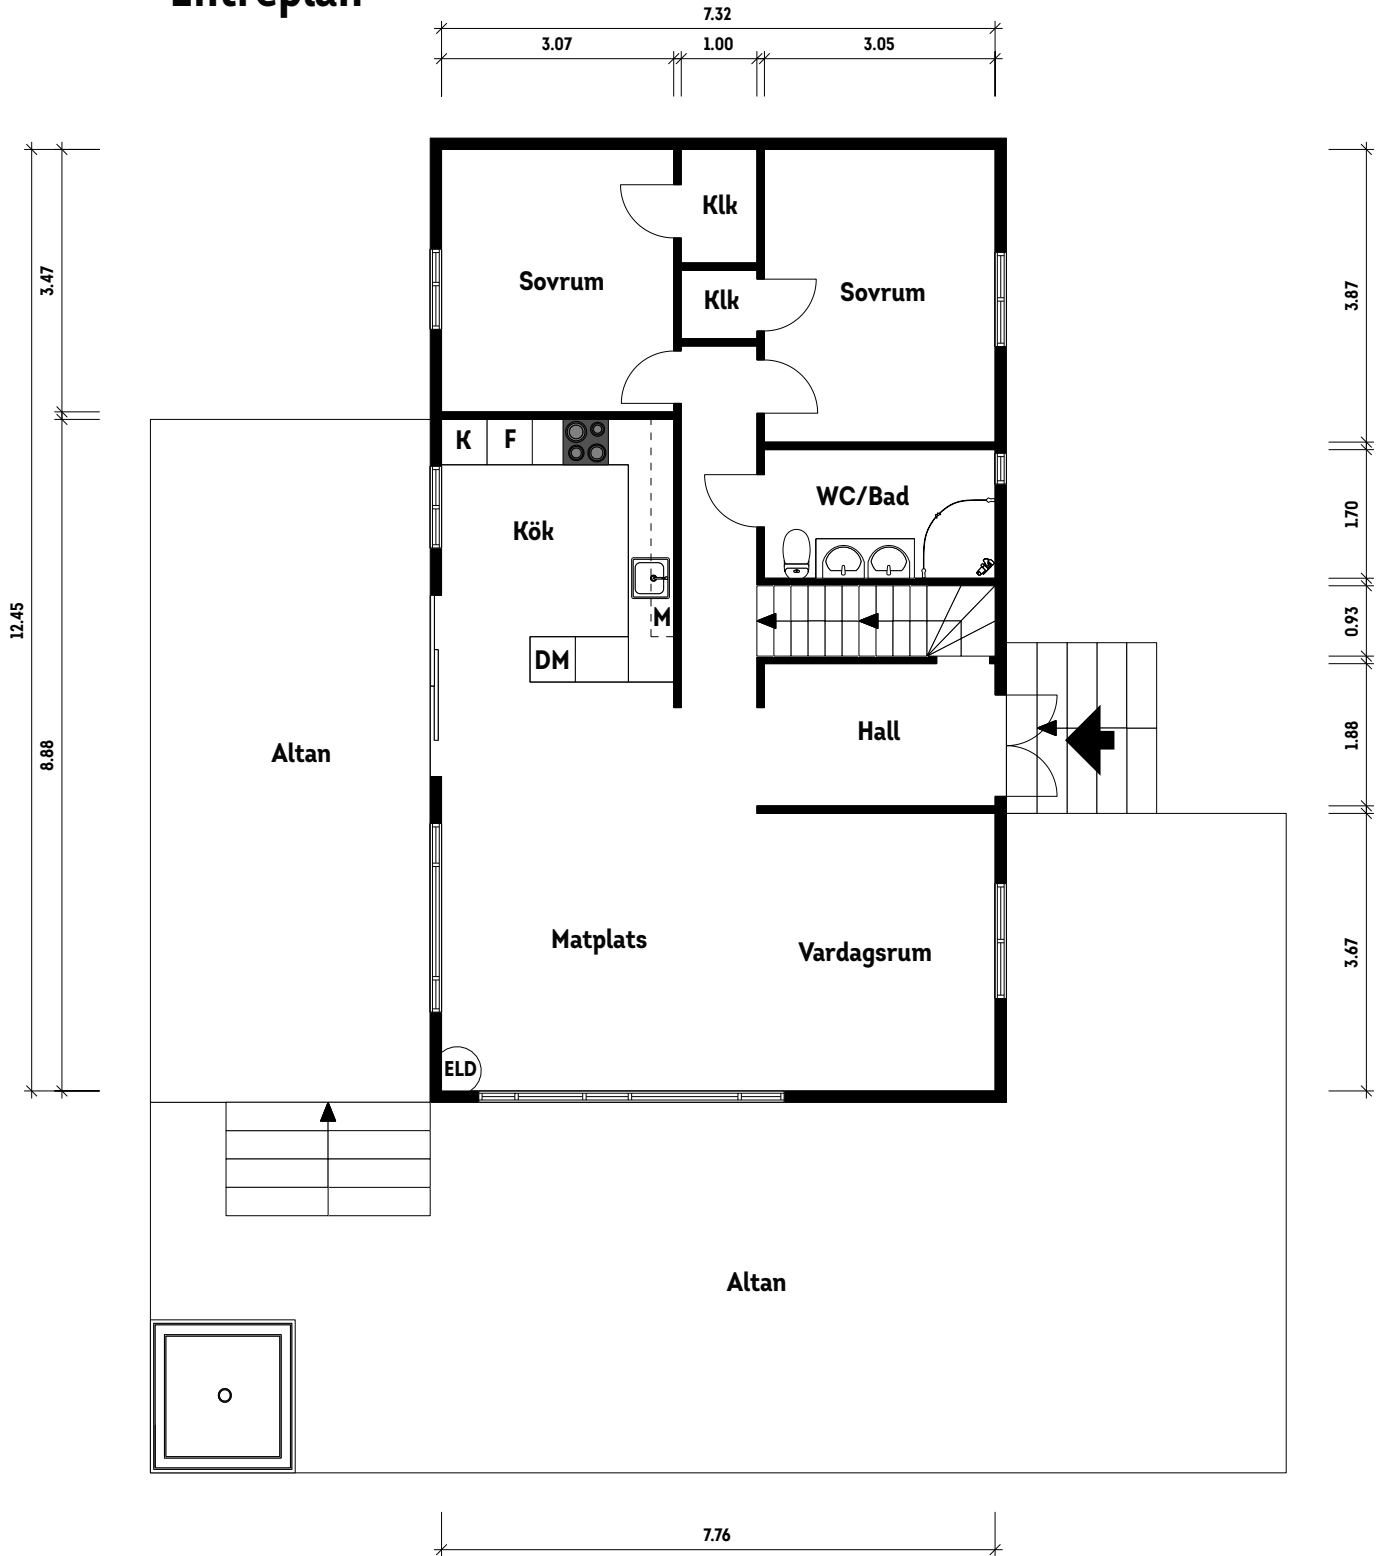 Entréplan
7.32
3.07
1.00
3.05
Klk
Sovrum
Klk
Sovrum
3.47
3.87
K
F
WC/Bad
Kök
1.70
M
12.45
0.93
DM
Hall
1.88
Altan
8.88
Matplats
Vardagsrum
3.67
ELD
Altan
7.76